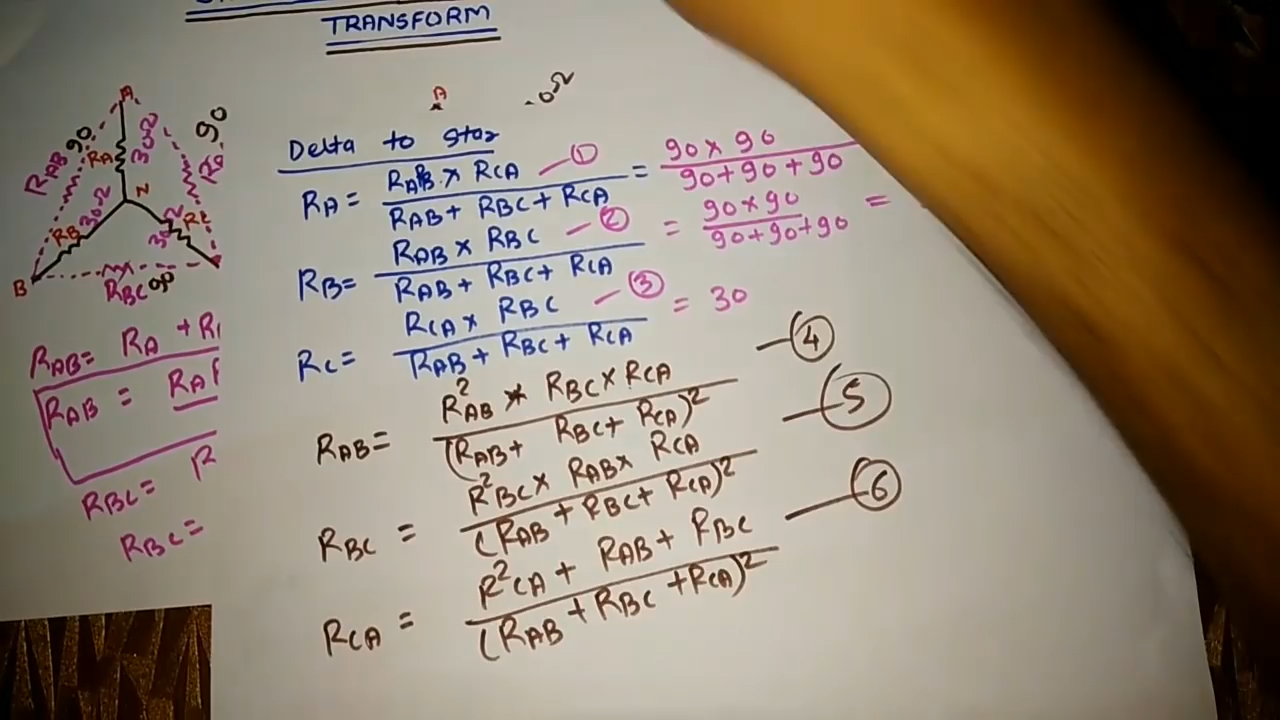 TRANSFORM
A
RAB
90
RA
30Ω
90
N
RB
30Ω
30Ω
B
RBC
90
RAB= RA +
RAB =
RBC=
RBC=
A
Delta to Star
RA= RAB × RCA / RAB + RBC + RCA — ① = 90 × 90 / 90+90+90
RB= RAB × RBC / RAB + RBC + RCA — ② = 90×90 / 90+90+90 =
RC= RCA × RBC / RAB + RBC + RCA — ③ = 30
RAB= R²AB × RBC × RCA / (RAB+ RBC+ RCA)² — ④
RBC = R²BC × RAB × RCA / (RAB + RBC + RCA)² — ⑤
RCA = R²CA + RAB + RBC / (RAB + RBC +RCA)² — ⑥